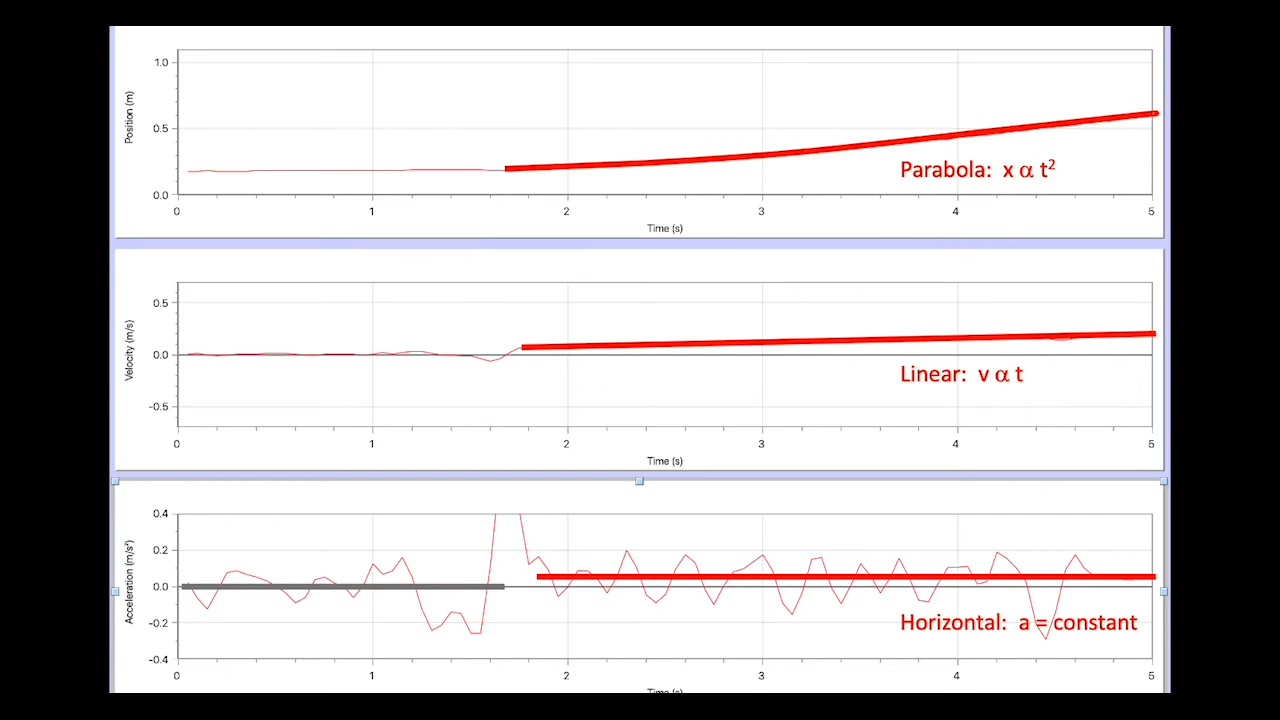 1.0
0.5
0.0
Position (m)
Parabola: x α t²
0 1 2 3 4 5
Time (s)
0.5
0.0
-0.5
Velocity (m/s)
Linear: v α t
0 1 2 3 4 5
Time (s)
0.4
0.2
0.0
-0.2
-0.4
Acceleration (m/s²)
Horizontal: a = constant
0 1 2 3 4 5
Time (s)